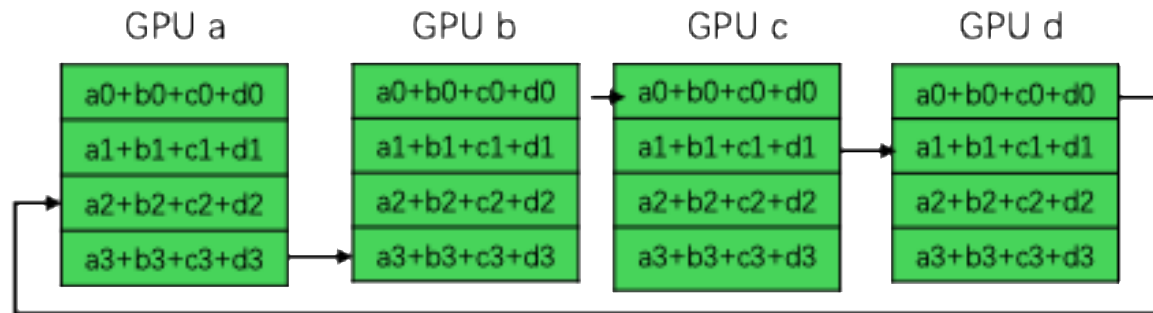 GPU a GPU b GPU c GPU d
a0+b0+c0+d0 a0+b0+c0+d0 a0+b0+c0+d0 a0+b0+c0+d0
a1+b1+c1+d1 a1+b1+c1+d1 a1+b1+c1+d1 a1+b1+c1+d1
a2+b2+c2+d2 a2+b2+c2+d2 a2+b2+c2+d2 a2+b2+c2+d2
a3+b3+c3+d3 a3+b3+c3+d3 a3+b3+c3+d3 a3+b3+c3+d3